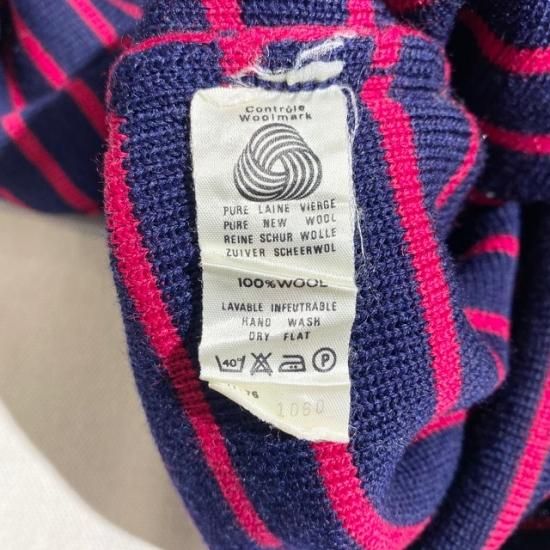 Contrôle
Woolmark
PURE LAINE VIERGE
PURE NEW WOOL
REINE SCHUR WOLLE
ZUIVER SCHEERWOL
100% WOOL
LAVABLE INFEUTRABLE
HAND WASH
DRY FLAT
40° P
1060